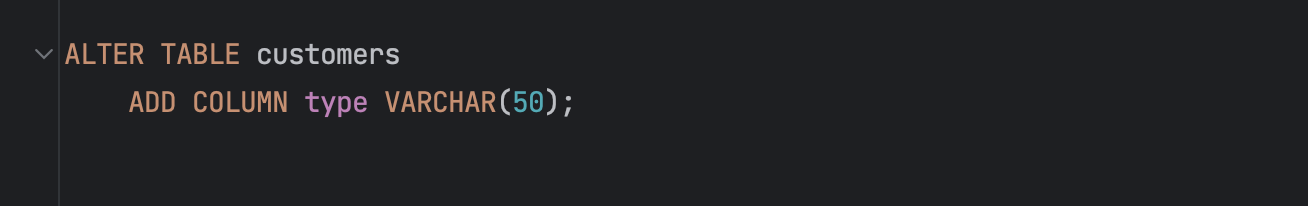 ALTER TABLE customers
    ADD COLUMN type VARCHAR(50);